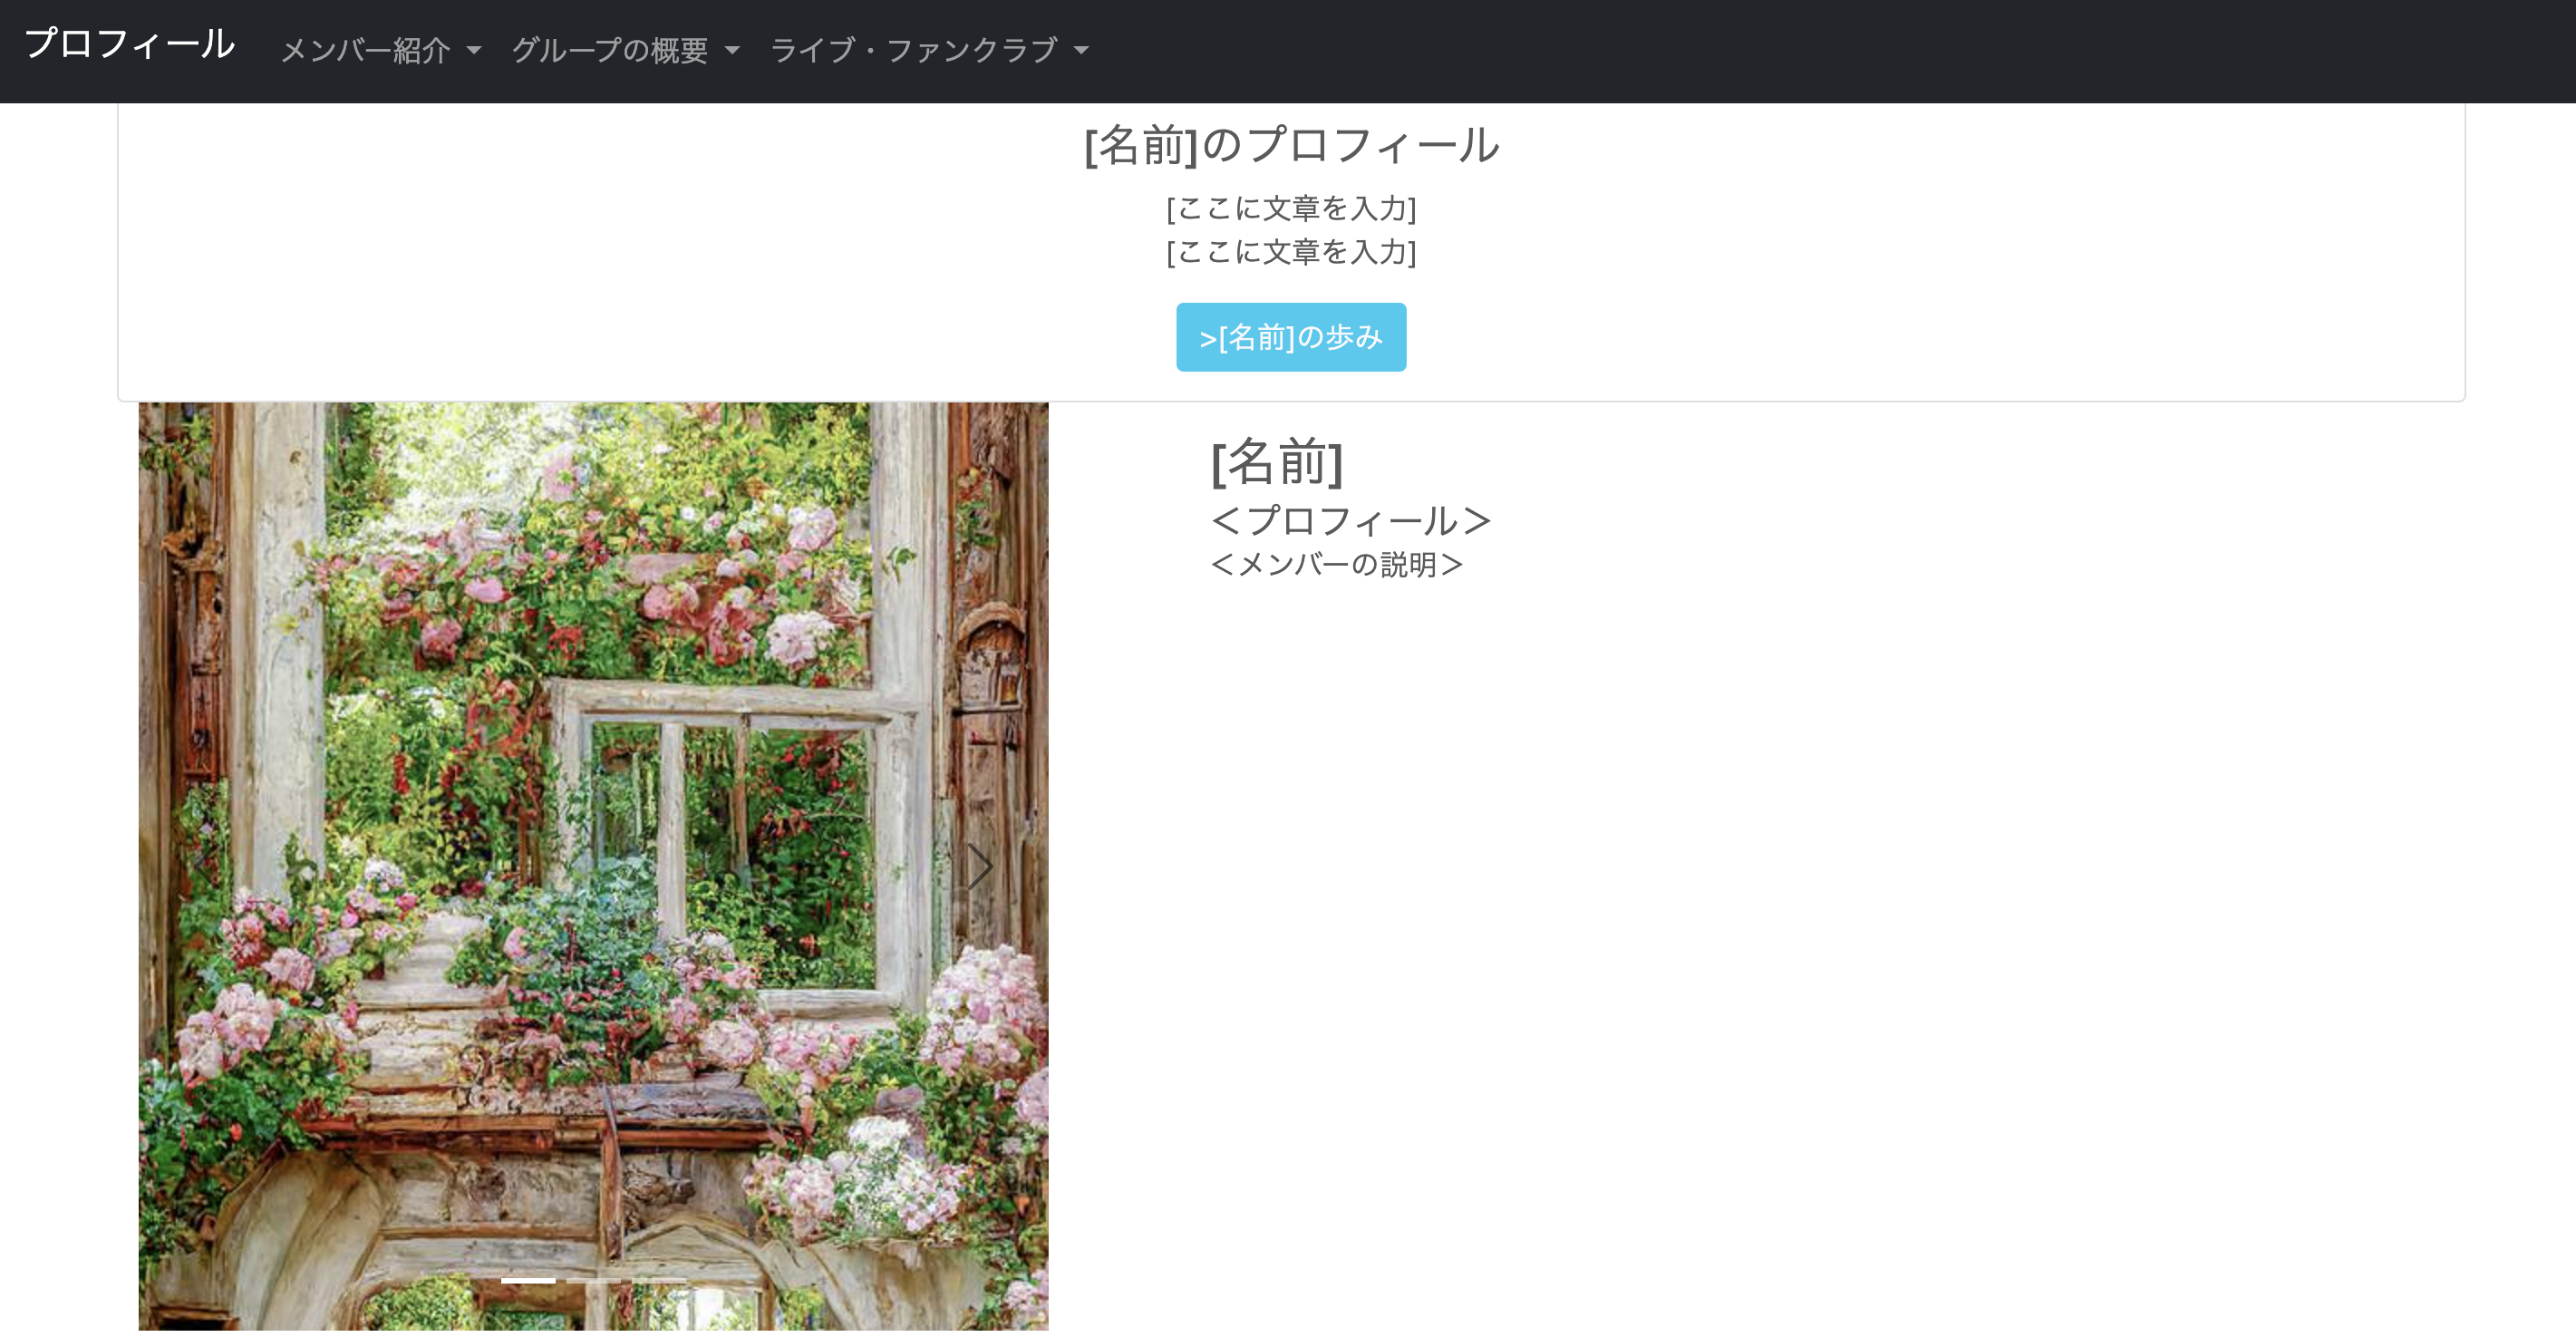 プロフィール メンバー紹介 グループの概要 ライブ・ファンクラブ
[名前]のプロフィール
[ここに文章を入力]
[ここに文章を入力]
>[名前]の歩み
[名前]
＜プロフィール＞
＜メンバーの説明＞